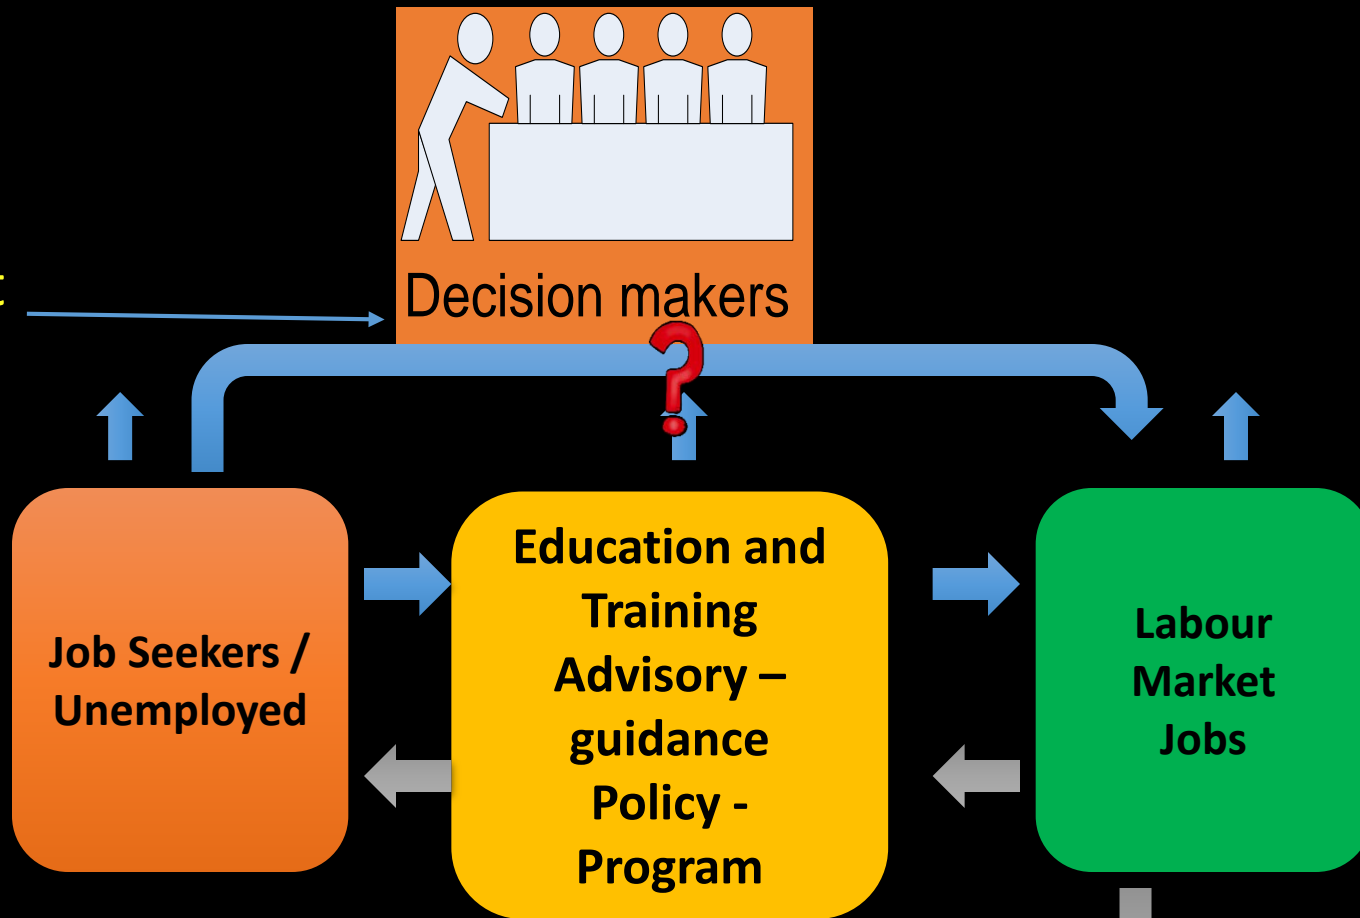 Decision makers
?
Job Seekers /
Unemployed
Education and
Training
Advisory –
guidance
Policy -
Program
Labour
Market
Jobs